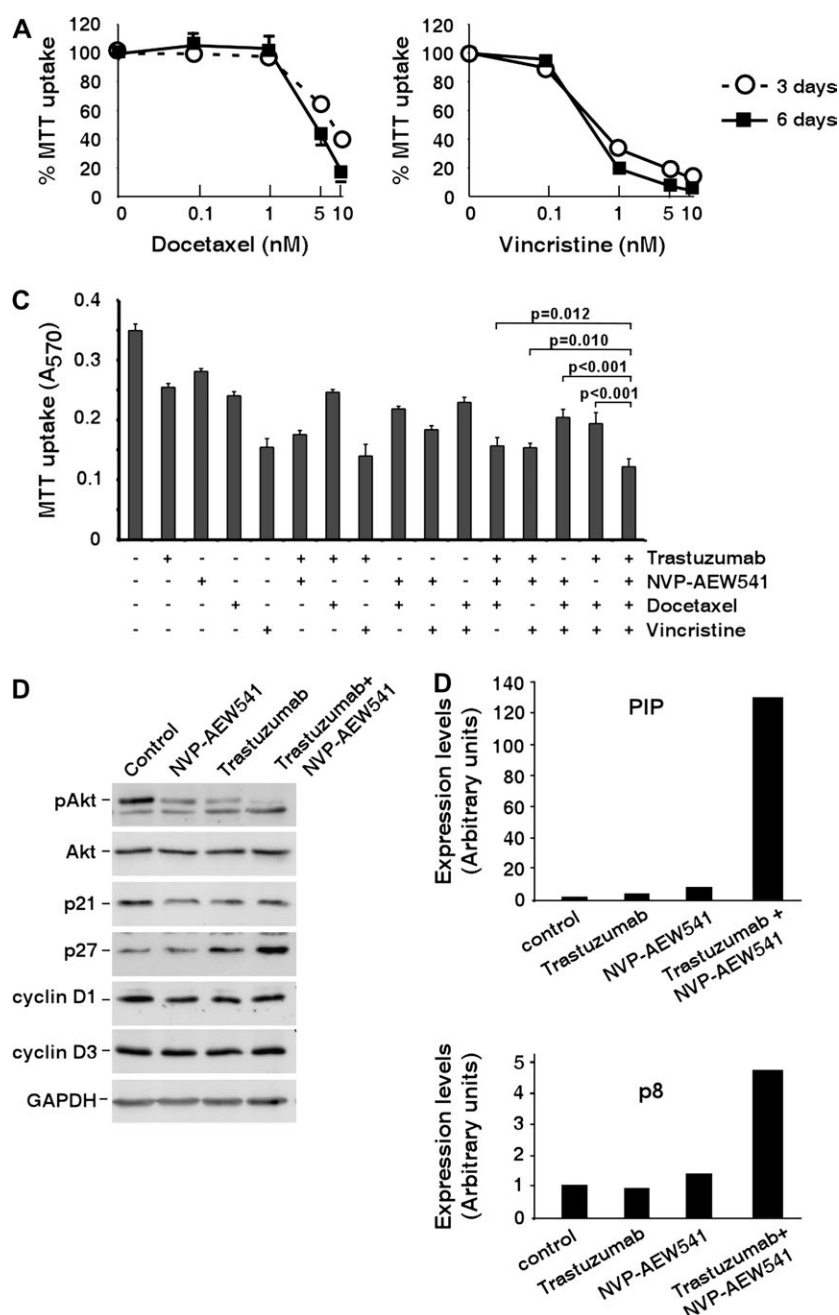 A
120
100
80
60
40
20
0
% MTT uptake
0 0.1 1 5 10
Docetaxel (nM)
120
100
80
60
40
20
0
% MTT uptake
0 0.1 1 5 10
Vincristine (nM)
3 days
6 days
C
0.4
0.3
0.2
0.1
0
MTT uptake (A570)
p=0.012
p=0.010
p<0.001
p<0.001
- + - - - + + + - - - + + - + + Trastuzumab
- - + - - + - - + + - + + + - + NVP-AEW541
- - - + - - + - + - + + - + + + Docetaxel
- - - - + - - + - + + - + + + + Vincristine
D
Control
NVP-AEW541
Trastuzumab
Trastuzumab+
NVP-AEW541
pAkt
Akt
p21
p27
cyclin D1
cyclin D3
GAPDH
D
PIP
140
120
100
80
60
40
20
0
Expression levels
(Arbitrary units)
control
Trastuzumab
NVP-AEW541
Trastuzumab +
NVP-AEW541
p8
5
4
3
2
1
0
Expression levels
(Arbitrary units)
control
Trastuzumab
NVP-AEW541
Trastuzumab+
NVP-AEW541